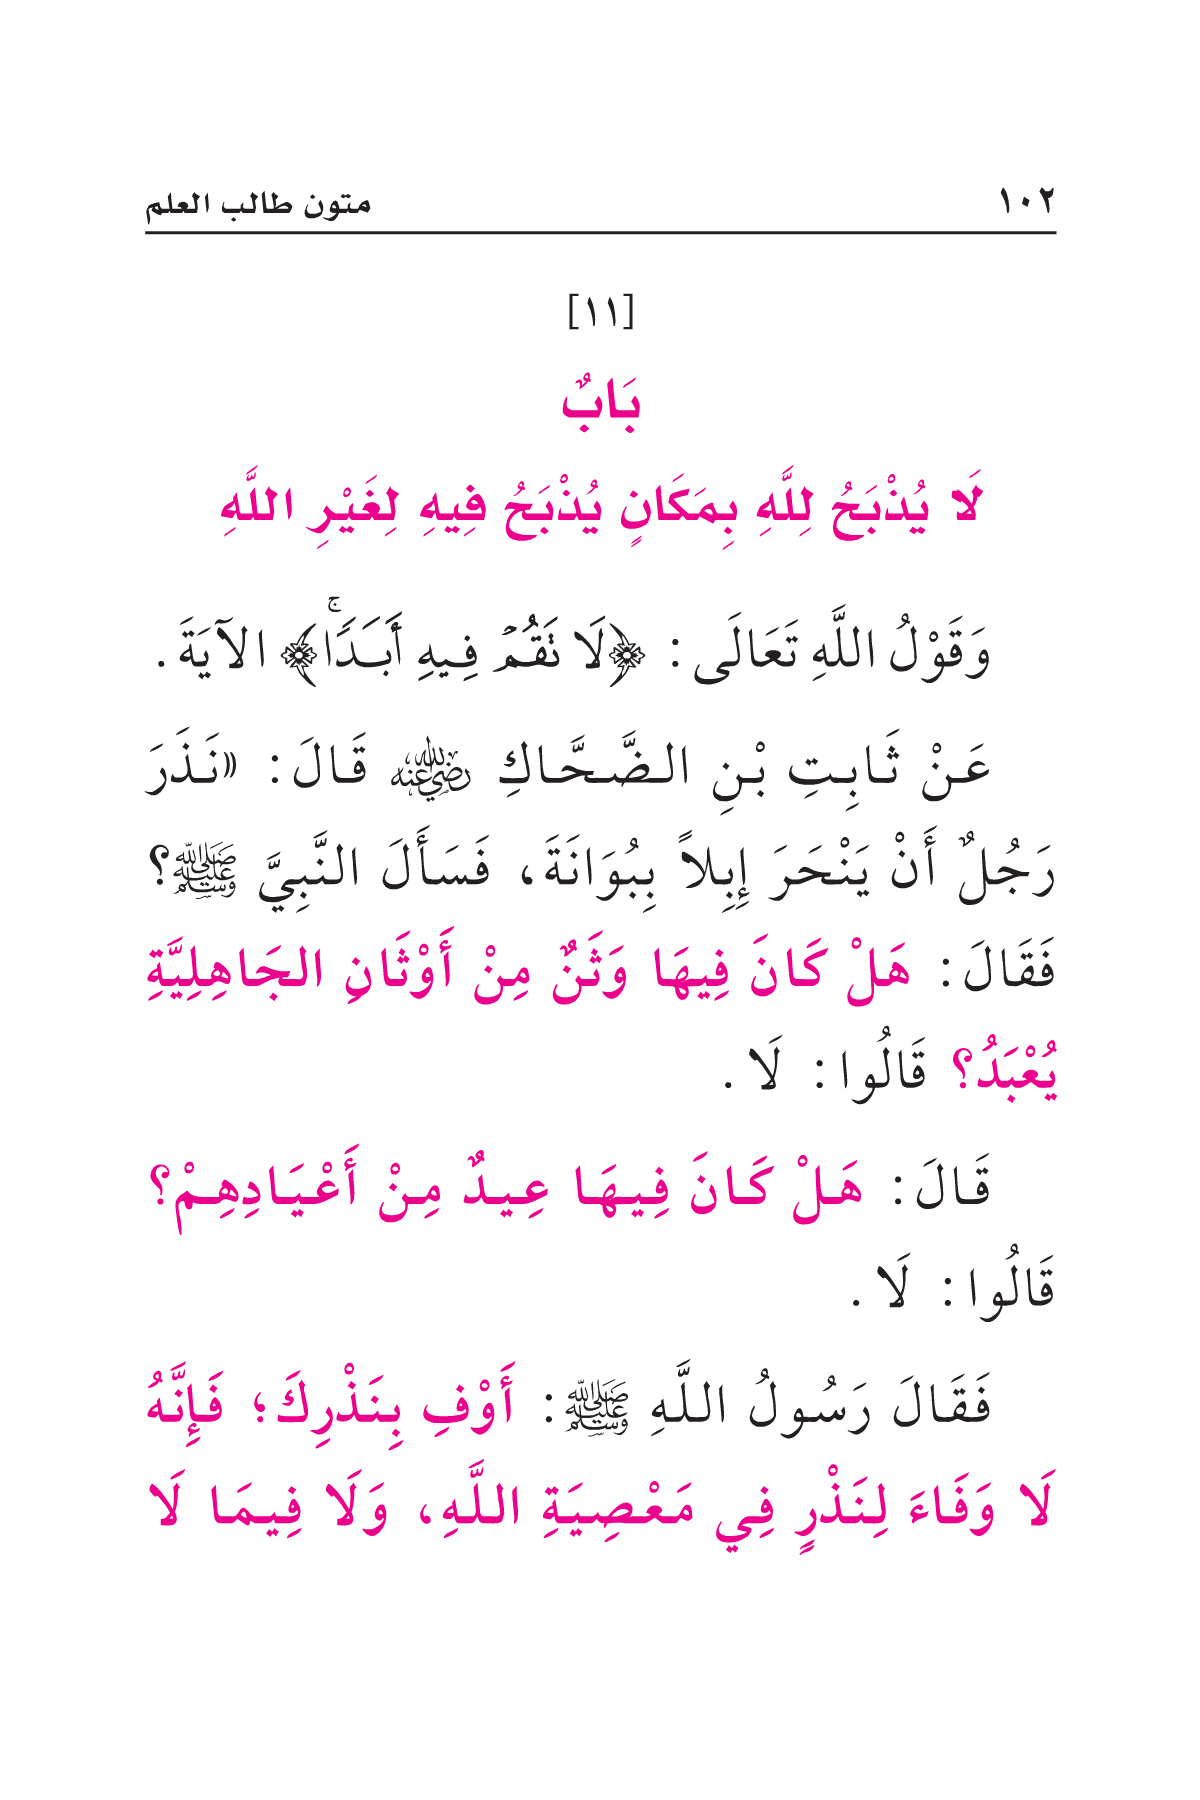 ١٠٢ متون طالب العلم
[١١]
بَابٌ
لَا يُذْبَحُ لِلَّهِ بِمَكَانٍ يُذْبَحُ فِيهِ لِغَيْرِ اللَّهِ
وَقَوْلُ اللَّهِ تَعَالَى: ﴿لَا تَقُمْ فِيهِ أَبَدًاۚ﴾ الآيَةَ.
عَنْ ثَابِتِ بْنِ الضَّحَّاكِ رضي الله عنه قَالَ: «نَذَرَ
رَجُلٌ أَنْ يَنْحَرَ إِبِلاً بِبُوَانَةَ، فَسَأَلَ النَّبِيَّ ﷺ؟
فَقَالَ: هَلْ كَانَ فِيهَا وَثَنٌ مِنْ أَوْثَانِ الجَاهِلِيَّةِ
يُعْبَدُ؟ قَالُوا: لَا.
قَالَ: هَلْ كَانَ فِيهَا عِيدٌ مِنْ أَعْيَادِهِمْ؟
قَالُوا: لَا.
فَقَالَ رَسُولُ اللَّهِ ﷺ: أَوْفِ بِنَذْرِكَ؛ فَإِنَّهُ
لَا وَفَاءَ لِنَذْرٍ فِي مَعْصِيَةِ اللَّهِ، وَلَا فِيمَا لَا